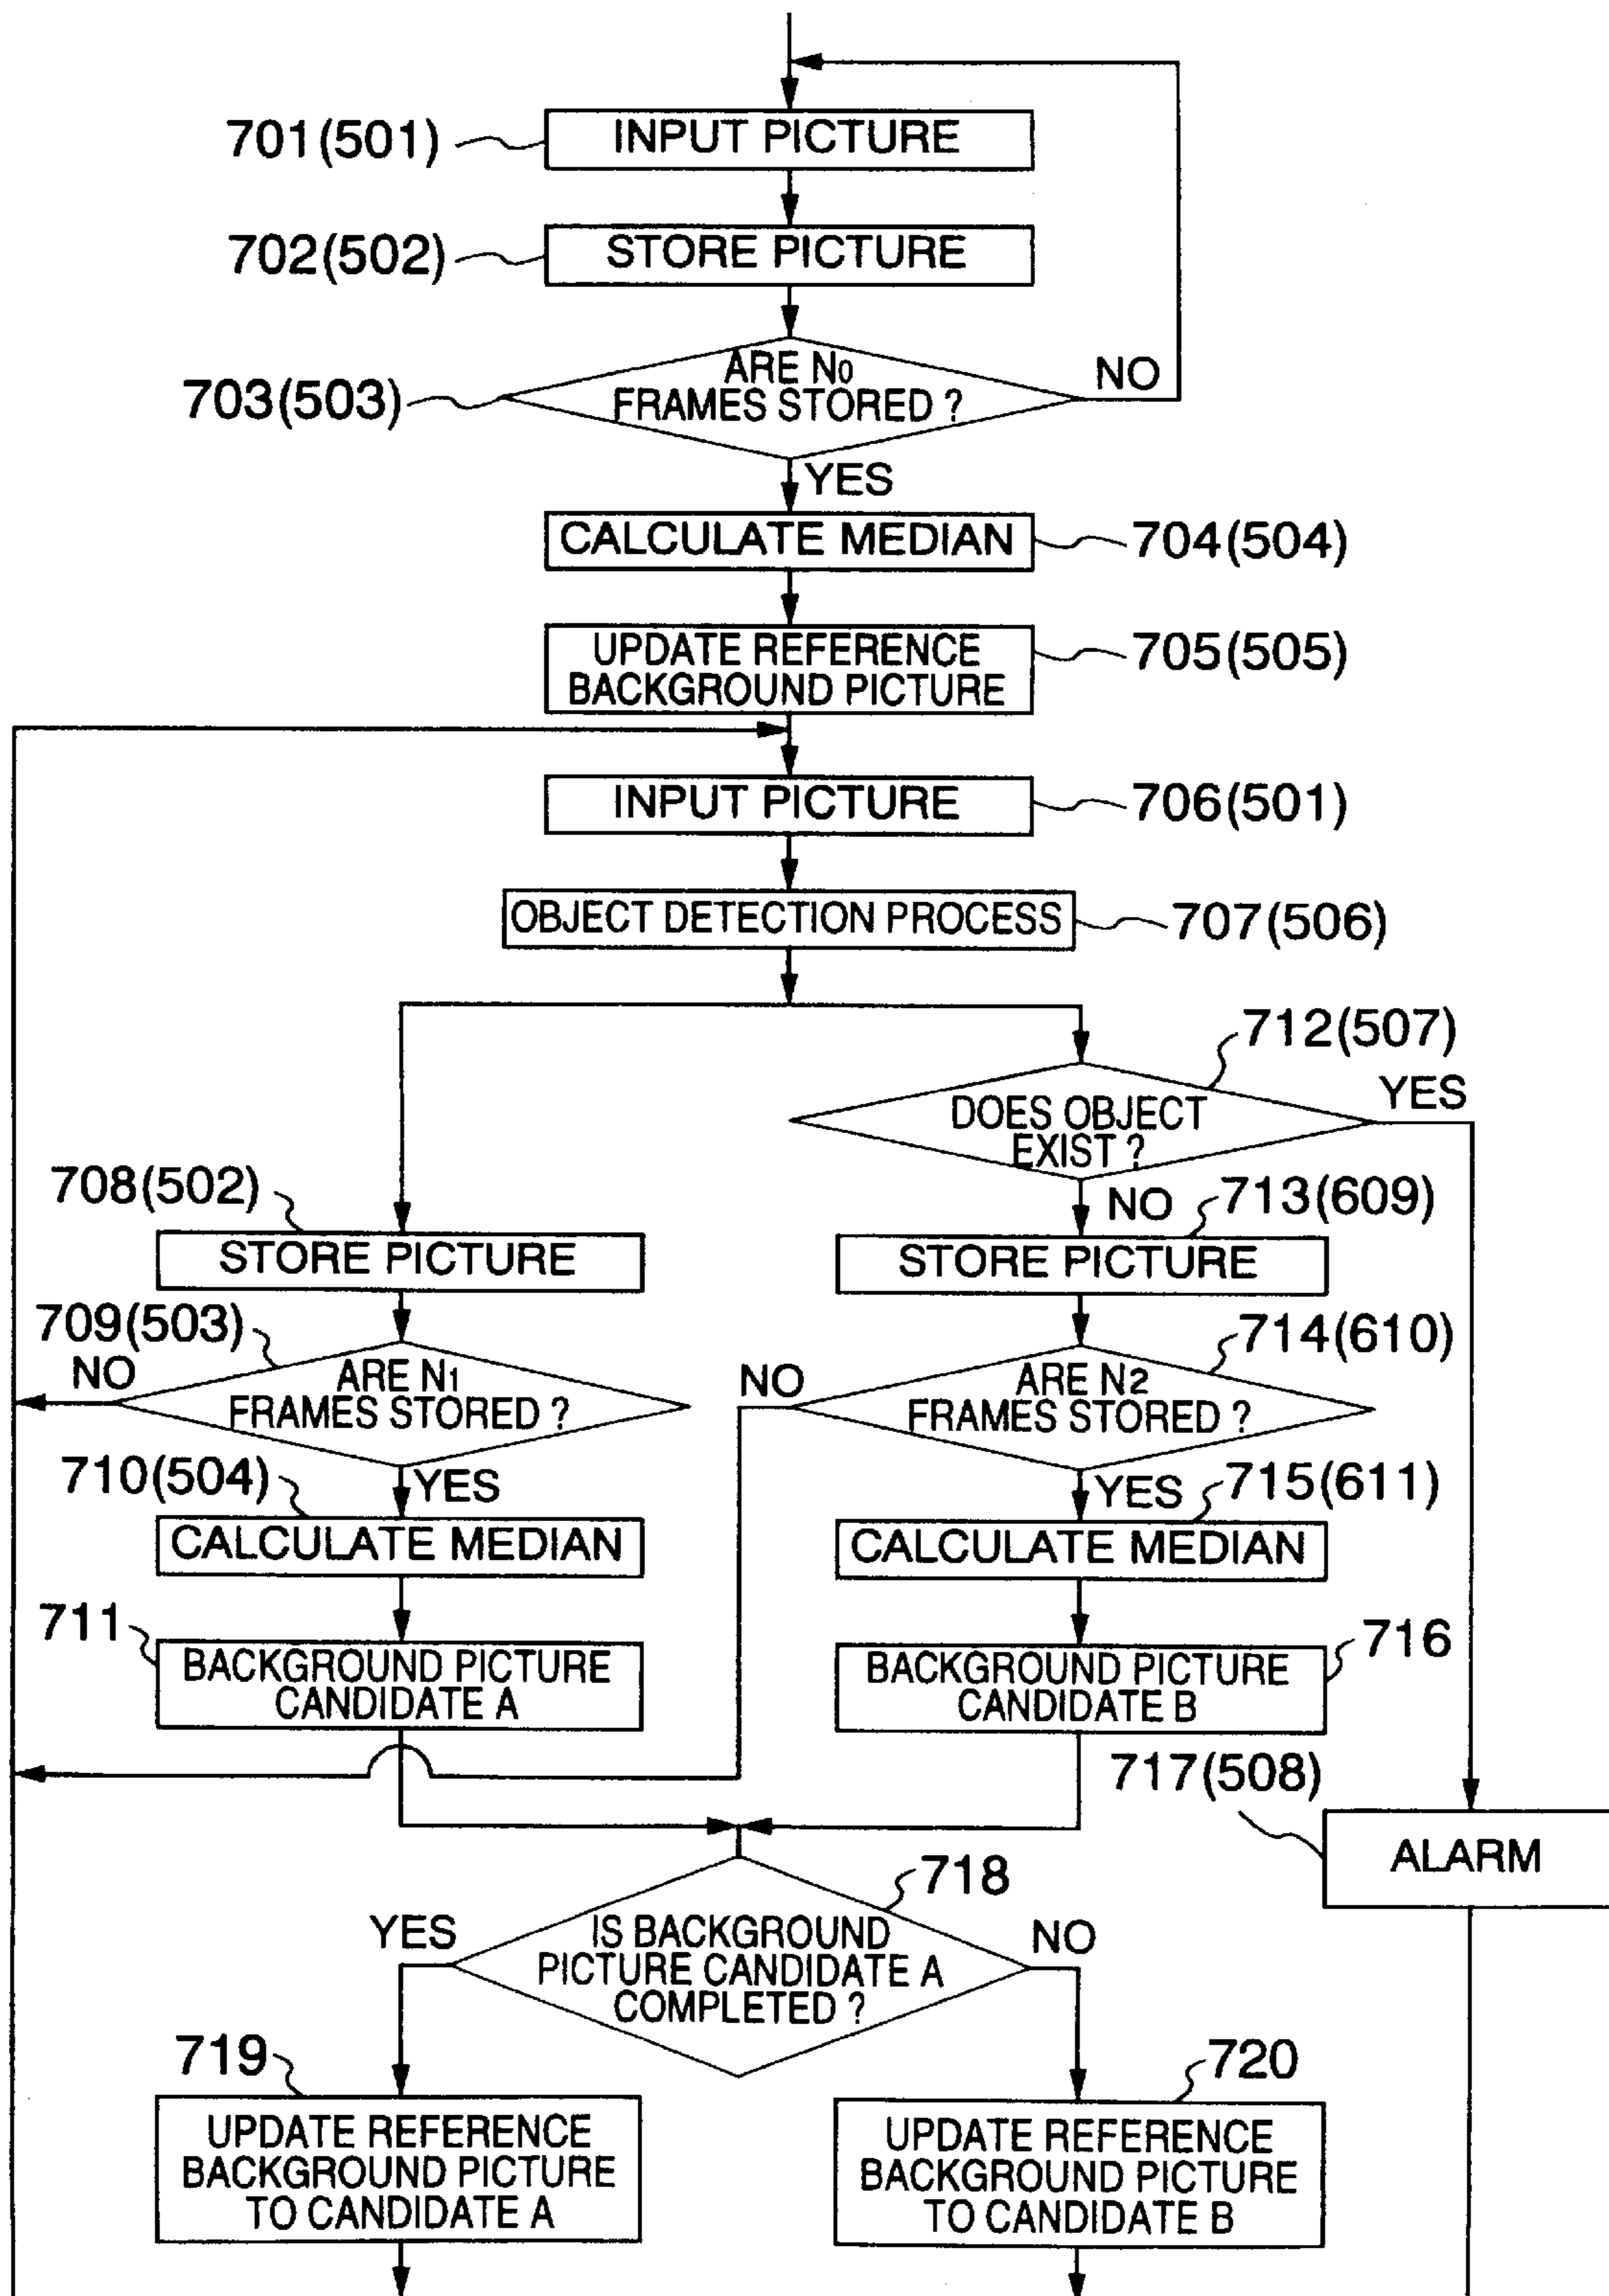 701(501)
INPUT PICTURE
702(502)
STORE PICTURE
703(503)
ARE N0
FRAMES STORED ?
NO
YES
CALCULATE MEDIAN
704(504)
UPDATE REFERENCE
BACKGROUND PICTURE
705(505)
INPUT PICTURE
706(501)
OBJECT DETECTION PROCESS
707(506)
712(507)
DOES OBJECT
EXIST ?
YES
NO
708(502)
STORE PICTURE
713(609)
STORE PICTURE
709(503)
NO
ARE N1
FRAMES STORED ?
YES
714(610)
NO
ARE N2
FRAMES STORED ?
YES
710(504)
CALCULATE MEDIAN
715(611)
CALCULATE MEDIAN
711
BACKGROUND PICTURE
CANDIDATE A
716
BACKGROUND PICTURE
CANDIDATE B
717(508)
ALARM
718
IS BACKGROUND
PICTURE CANDIDATE A
COMPLETED ?
YES
NO
719
UPDATE REFERENCE
BACKGROUND PICTURE
TO CANDIDATE A
720
UPDATE REFERENCE
BACKGROUND PICTURE
TO CANDIDATE B